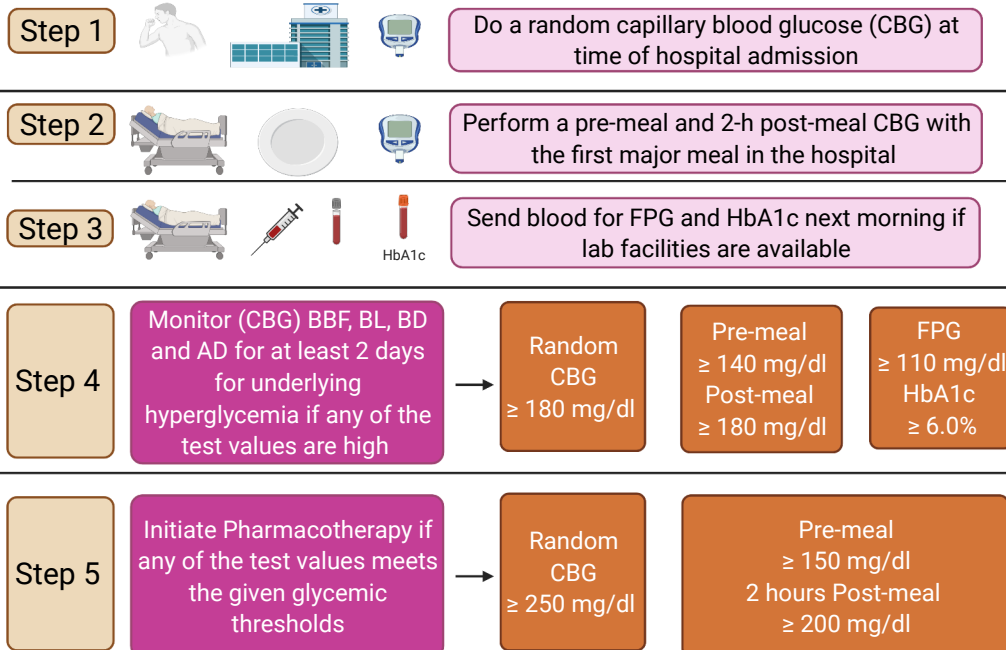 Step 1
Do a random capillary blood glucose (CBG) at
time of hospital admission
Step 2
Perform a pre-meal and 2-h post-meal CBG with
the first major meal in the hospital
Step 3
HbA1c
Send blood for FPG and HbA1c next morning if
lab facilities are available
Step 4
Monitor (CBG) BBF, BL, BD
and AD for at least 2 days
for underlying
hyperglycemia if any of the
test values are high
Random
CBG
≥ 180 mg/dl
Pre-meal
≥ 140 mg/dl
Post-meal
≥ 180 mg/dl
FPG
≥ 110 mg/dl
HbA1c
≥ 6.0%
Step 5
Initiate Pharmacotherapy if
any of the test values meets
the given glycemic
thresholds
Random
CBG
≥ 250 mg/dl
Pre-meal
≥ 150 mg/dl
2 hours Post-meal
≥ 200 mg/dl